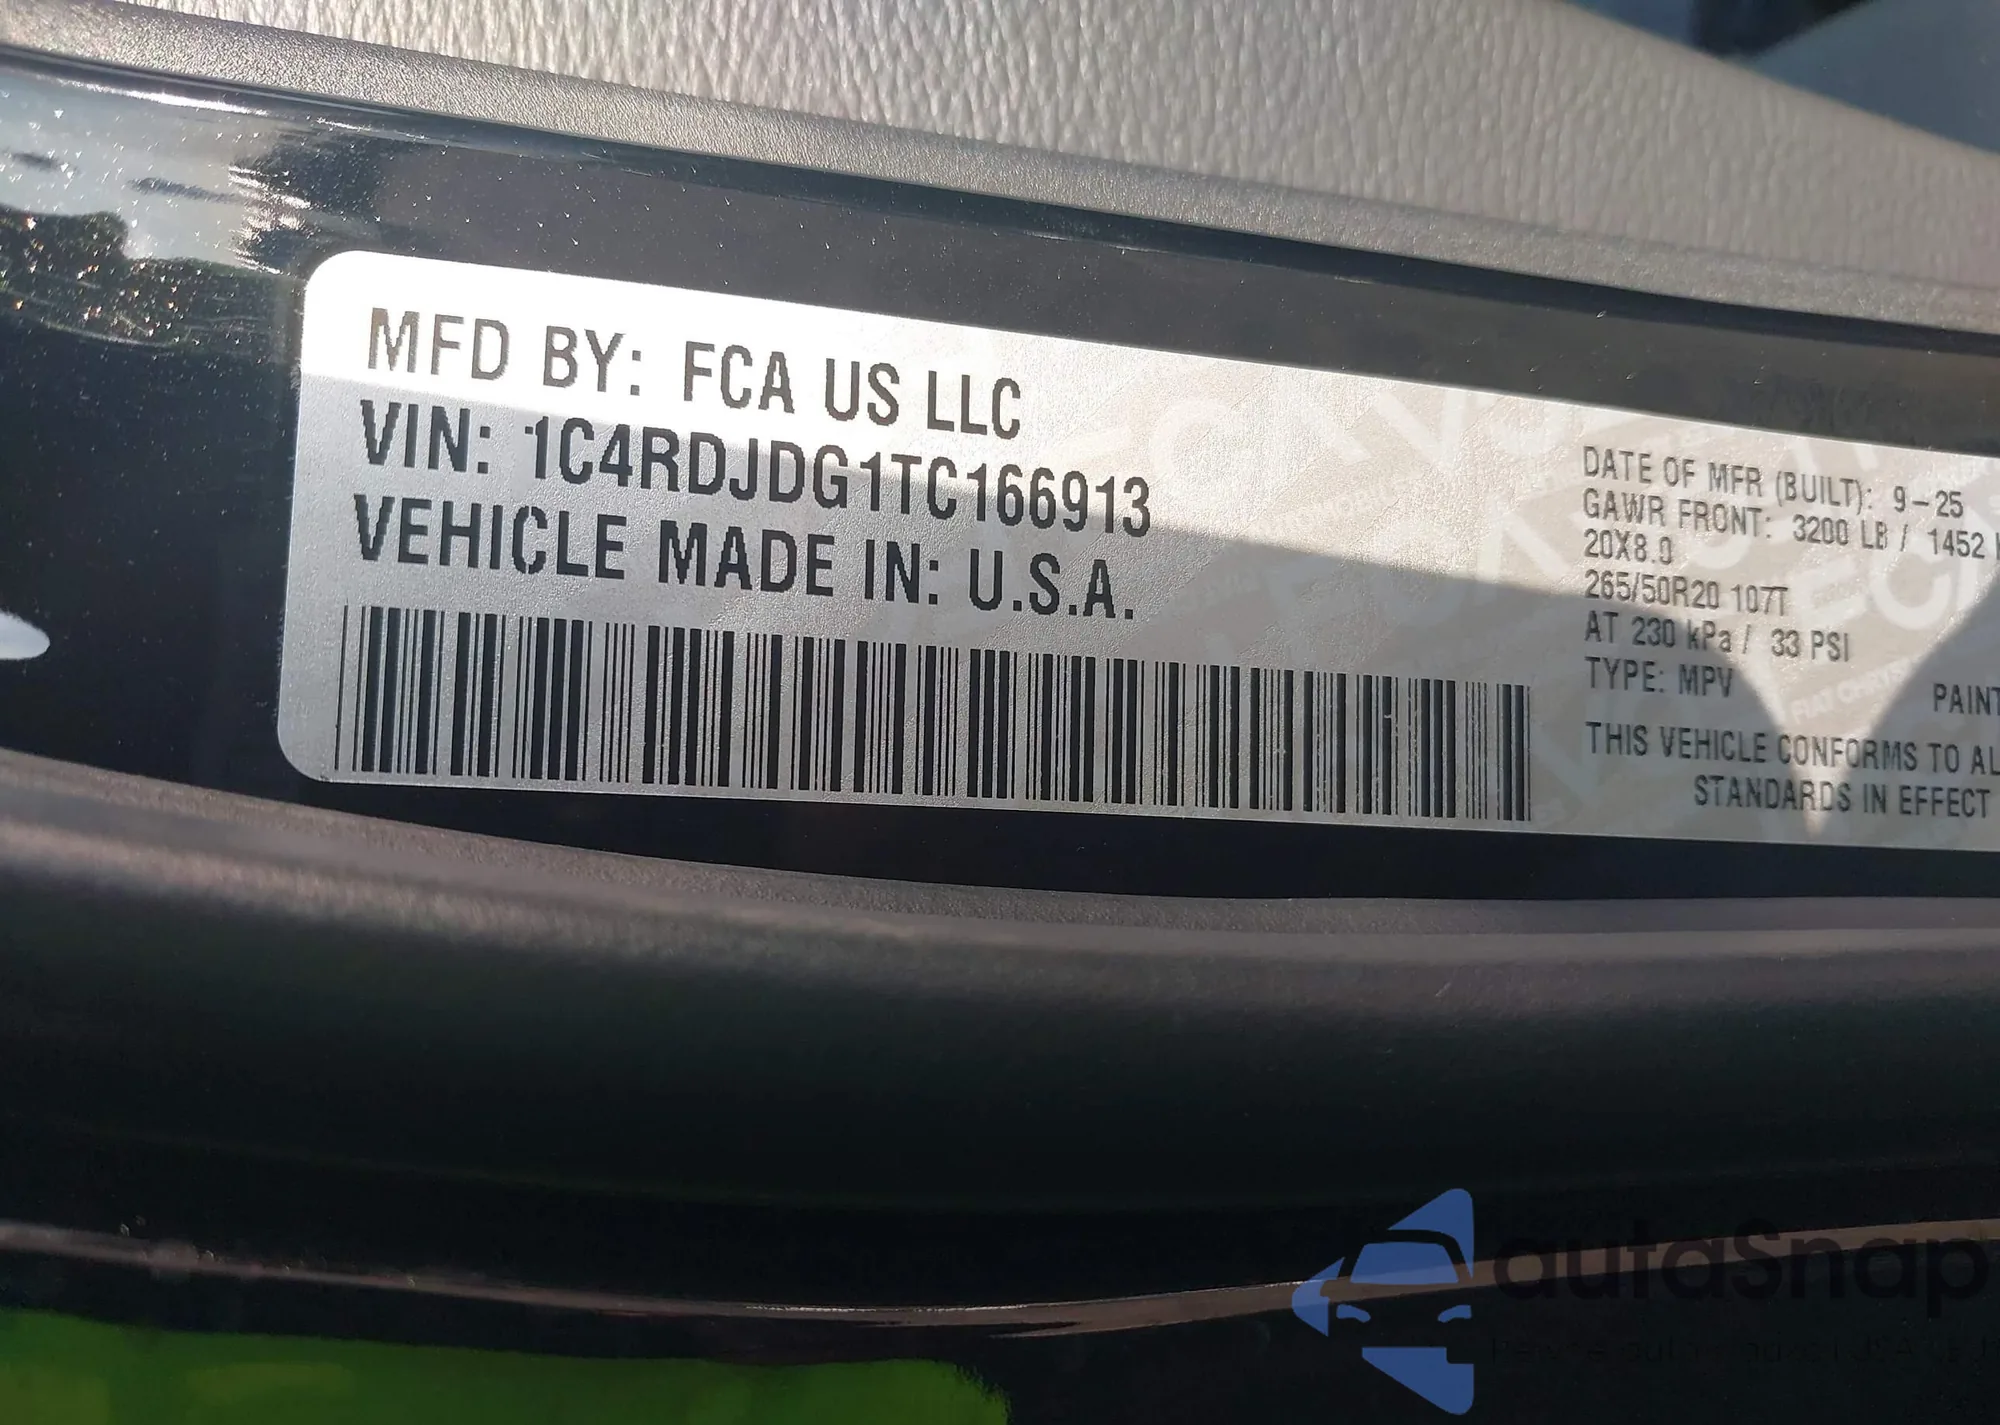 MFD BY: FCA US LLC
VIN: 1C4RDJDG1TC166913
VEHICLE MADE IN: U.S.A.
DATE OF MFR (BUILT): 9-25
GAWR FRONT: 3200 LB / 1452
20X8.0
265/50R20 107T
AT 230 kPa / 33 PSI
TYPE: MPV
PAINT
THIS VEHICLE CONFORMS TO AL
STANDARDS IN EFFECT
autaSnap